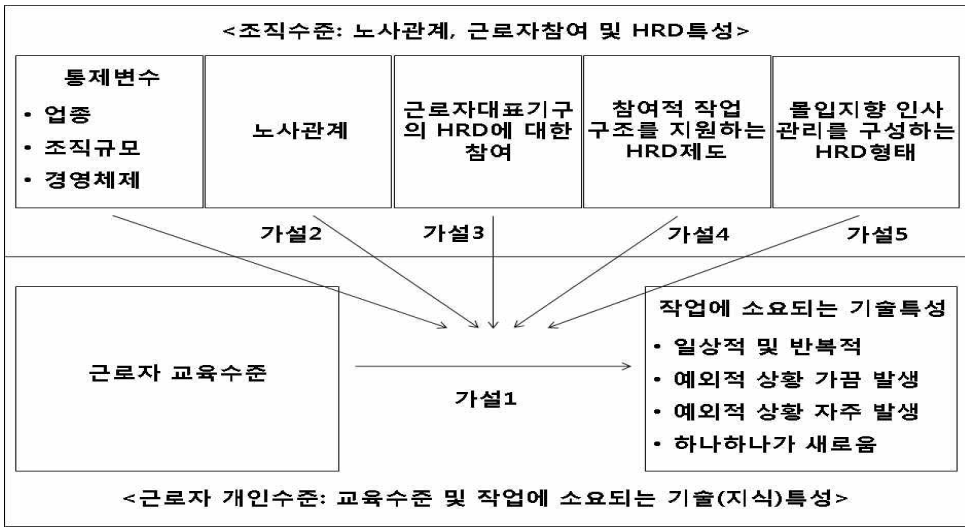 <조직수준: 노사관계, 근로자참여 및 HRD특성>
통제변수
• 업종
• 조직규모
• 경영체제
노사관계
근로자대표기구
의 HRD에 대한
참여
참여적 작업
구조를 지원하는
HRD제도
몰입지향 인사
관리를 구성하는
HRD형태
가설2
가설3
가설4
가설5
근로자 교육수준
가설1
작업에 소요되는 기술특성
• 일상적 및 반복적
• 예외적 상황 가끔 발생
• 예외적 상황 자주 발생
• 하나하나가 새로움
<근로자 개인수준: 교육수준 및 작업에 소요되는 기술(지식)특성>